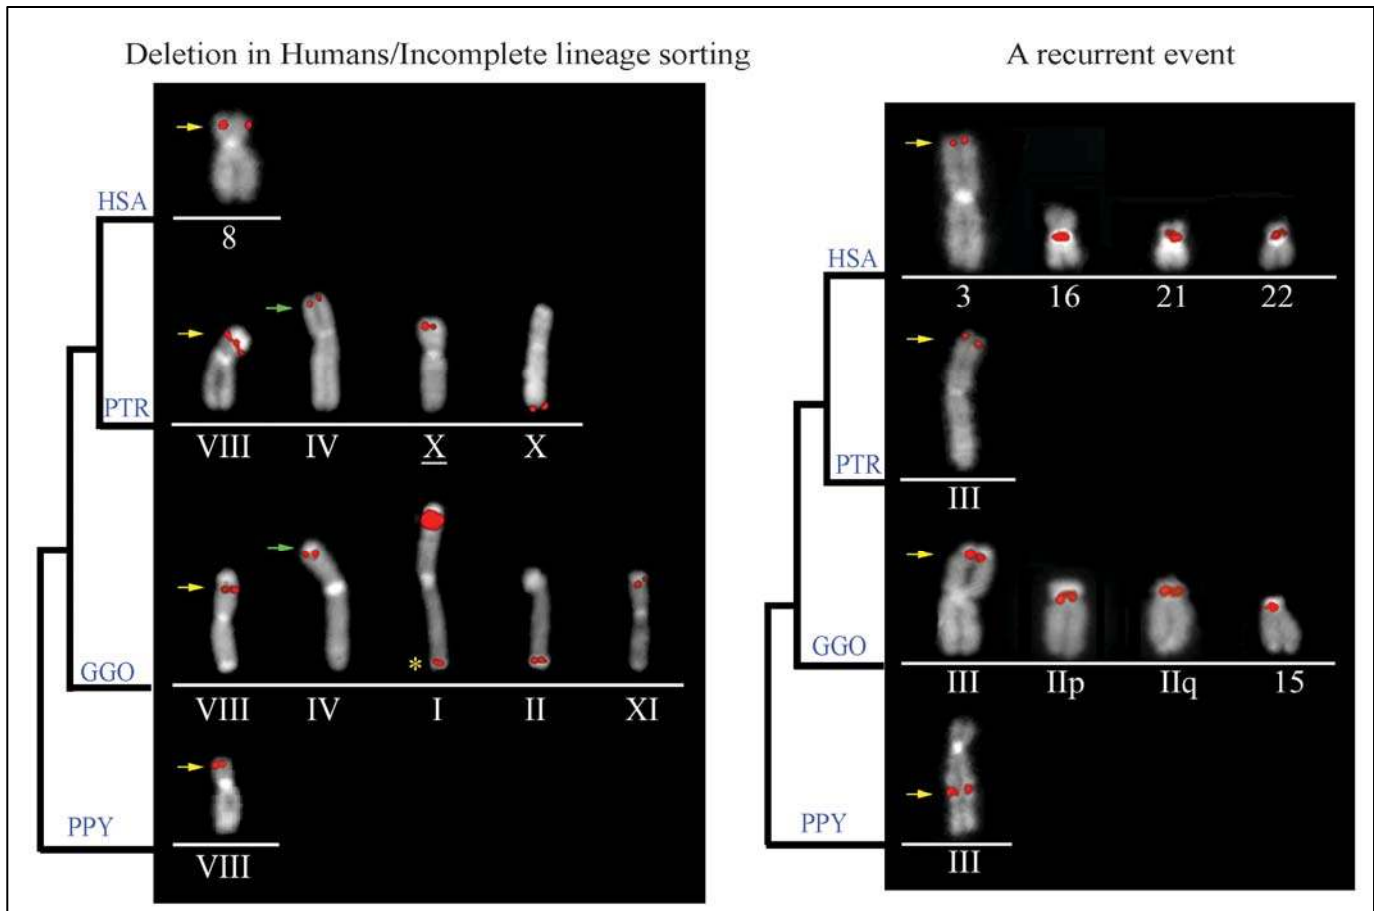 Deletion in Humans/Incomplete lineage sorting
HSA
8
PTR
VIII IV X X
*
GGO
VIII IV I II XI
PPY
VIII
A recurrent event
HSA
3 16 21 22
PTR
III
GGO
III IIp IIq 15
PPY
III